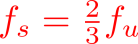 f_s = \frac{2}{3} f_u